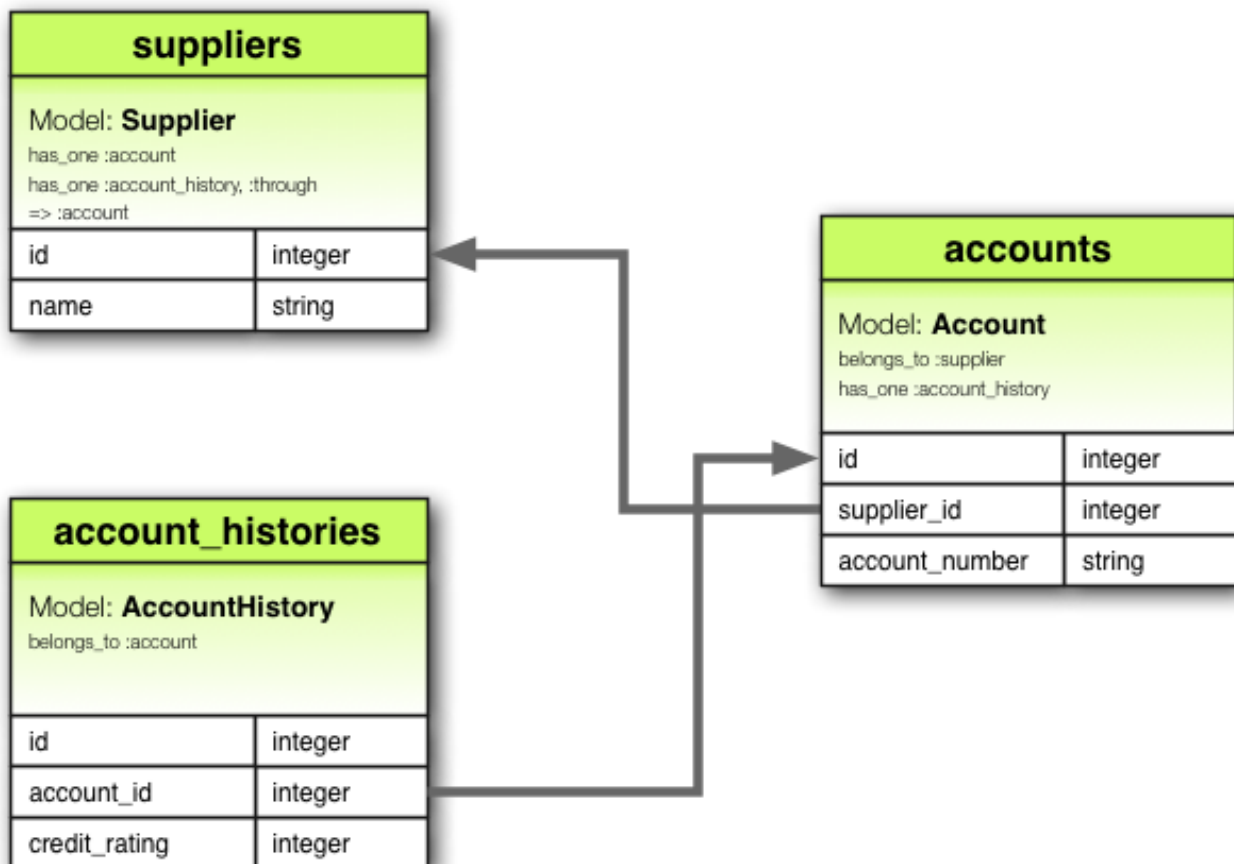 suppliers
Model: Supplier
has_one :account
has_one :account_history, :through
=> :account
id integer
name string
accounts
Model: Account
belongs_to :supplier
has_one :account_history
id integer
supplier_id integer
account_number string
account_histories
Model: AccountHistory
belongs_to :account
id integer
account_id integer
credit_rating integer